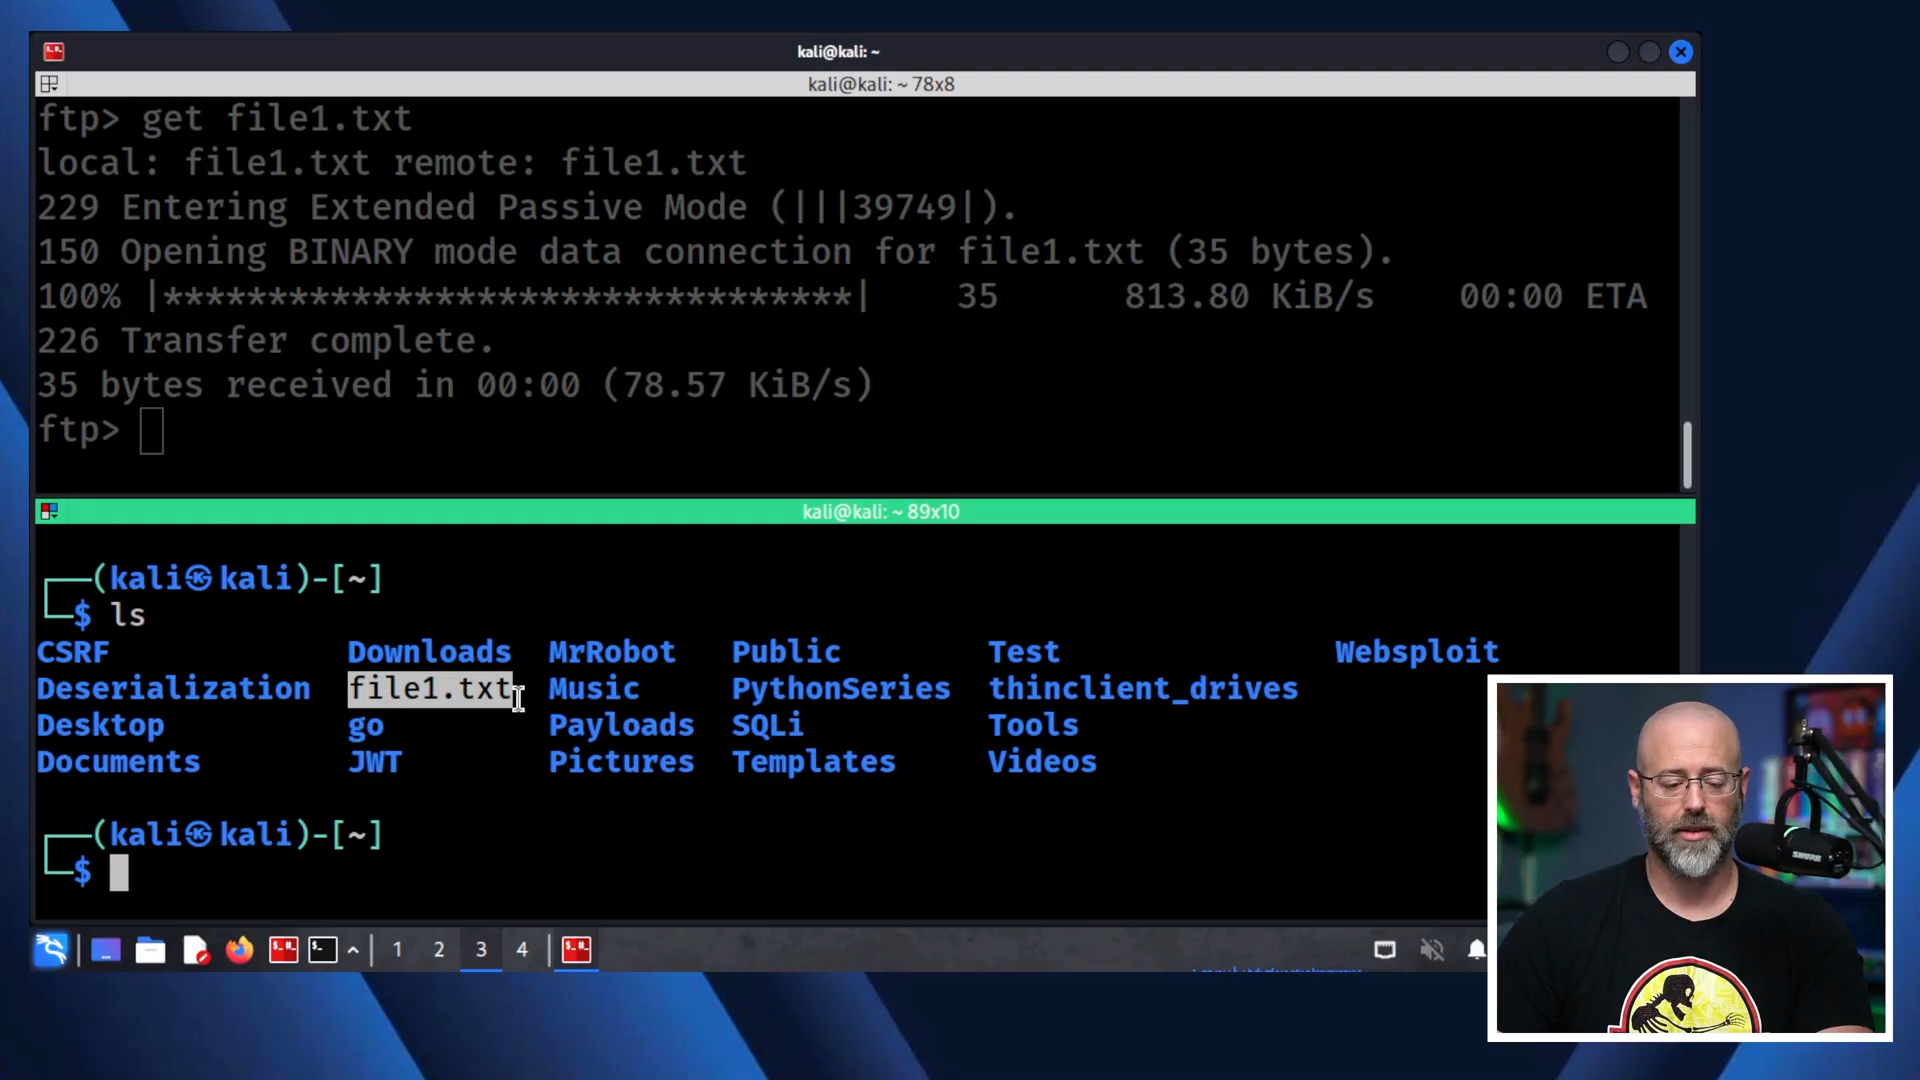 kali@kali: ~
kali@kali: ~ 78x8
ftp> get file1.txt
local: file1.txt remote: file1.txt
229 Entering Extended Passive Mode (|||39749|).
150 Opening BINARY mode data connection for file1.txt (35 bytes).
100% |*********************************| 35 813.80 KiB/s 00:00 ETA
226 Transfer complete.
35 bytes received in 00:00 (78.57 KiB/s)
ftp>
kali@kali: ~ 89x10
┌──(kali㉿kali)-[~]
└─$ ls
CSRF Downloads MrRobot Public Test Websploit
Deserialization file1.txt Music PythonSeries thinclient_drives
Desktop go Payloads SQLi Tools
Documents JWT Pictures Templates Videos
┌──(kali㉿kali)-[~]
└─$
1 2 3 4
SHURE